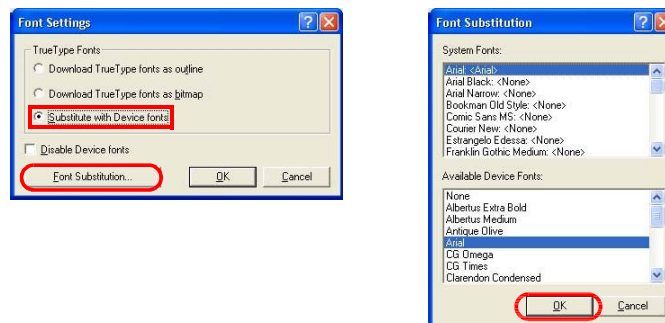 Font Settings
TrueType Fonts
Download TrueType fonts as outline
Download TrueType fonts as bitmap
Substitute with Device fonts
Disable Device fonts
Font Substitution...
OK
Cancel
Font Substitution
System Fonts:
Arial: <Arial>
Arial Black: <None>
Arial Narrow: <None>
Bookman Old Style: <None>
Comic Sans MS: <None>
Courier New: <None>
Estrangelo Edessa: <None>
Franklin Gothic Medium: <None>
Available Device Fonts:
None
Albertus Extra Bold
Albertus Medium
Antique Olive
Arial
CG Omega
CG Times
Clarendon Condensed
OK
Cancel